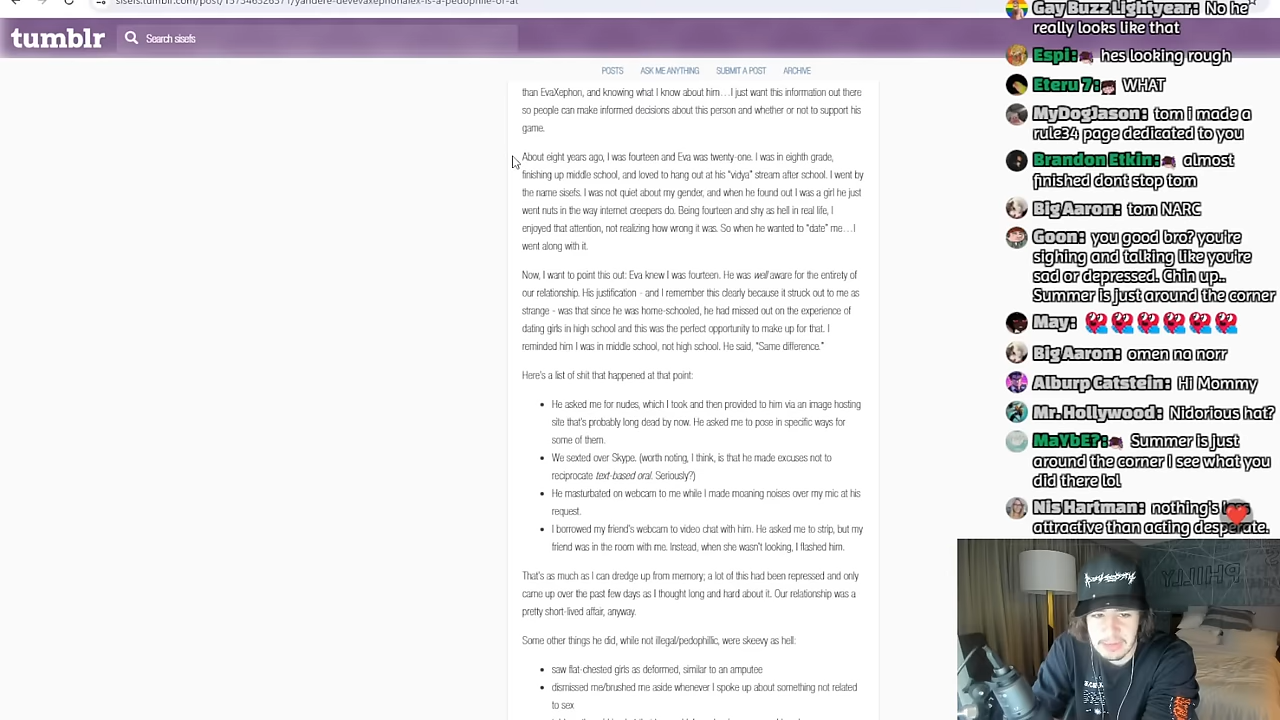 sisefs.tumblr.com/post/157346526371/yandere-devevaxephonalex-is-a-pedophile-of-at
tumblr
Search sisefs
POSTS
ASK ME ANYTHING
SUBMIT A POST
ARCHIVE
than EvaXephon, and knowing what I know about him…I just want this information out there
so people can make informed decisions about this person and whether or not to support his
game.
About eight years ago, I was fourteen and Eva was twenty-one. I was in eighth grade,
finishing up middle school, and loved to hang out at his "vidya" stream after school. I went by
the name sisefs. I was not quiet about my gender, and when he found out I was a girl he just
went nuts in the way internet creepers do. Being fourteen and shy as hell in real life, I
enjoyed that attention, not realizing how wrong it was. So when he wanted to "date" me…I
went along with it.
Now, I want to point this out: Eva knew I was fourteen. He was well aware for the entirety of
our relationship. His justification - and I remember this clearly because it struck out to me as
strange - was that since he was home-schooled, he had missed out on the experience of
dating girls in high school and this was the perfect opportunity to make up for that. I
reminded him I was in middle school, not high school. He said, "Same difference."
Here's a list of shit that happened at that point:
He asked me for nudes, which I took and then provided to him via an image hosting
site that's probably long dead by now. He asked me to pose in specific ways for
some of them.
We sexted over Skype. (worth noting, I think, is that he made excuses not to
reciprocate text-based oral. Seriously?)
He masturbated on webcam to me while I made moaning noises over my mic at his
request.
I borrowed my friend's webcam to video chat with him. He asked me to strip, but my
friend was in the room with me. Instead, when she wasn't looking, I flashed him.
That's as much as I can dredge up from memory; a lot of this had been repressed and only
came up over the past few days as I thought long and hard about it. Our relationship was a
pretty short-lived affair, anyway.
Some other things he did, while not illegal/pedophillic, were skeevy as hell:
saw flat-chested girls as deformed, similar to an amputee
dismissed me/brushed me aside whenever I spoke up about something not related
to sex
Gay Buzz Lightyear: No he
really looks like that
Espi: hes looking rough
Eteru 7: WHAT
MyDogJason: tom i made a
rule34 page dedicated to you
Brandon Etkin: almost
finished dont stop tom
Big Aaron: tom NARC
Goon: you good bro? you're
sighing and talking like you're
sad or depressed. Chin up..
Summer is just around the corner
May:
Big Aaron: omen na norr
Alburp Catstein: Hi Mommy
Mr. Hollywood: Nidorious hat?
MaYbE?: Summer is just
around the corner I see what you
did there lol
Nis Hartman: nothing's less
attractive than acting desperate.